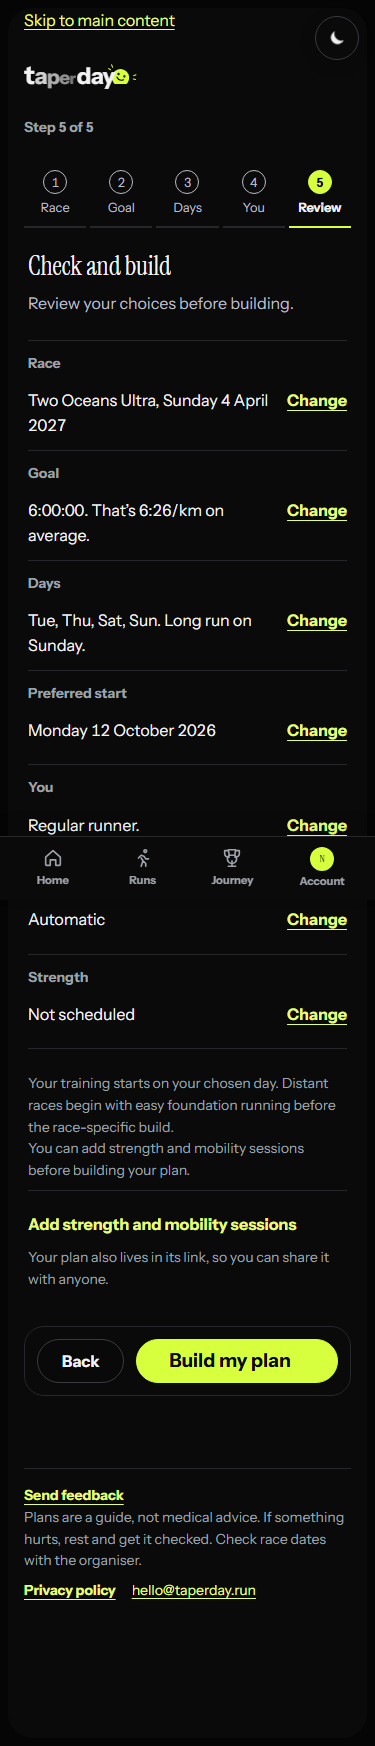 Skip to main content
taperday
Step 5 of 5
1 2 3 4 5
Race Goal Days You Review
Check and build
Review your choices before building.
Race
Two Oceans Ultra, Sunday 4 April Change
2027
Goal
6:00:00. That’s 6:26/km on Change
average.
Days
Tue, Thu, Sat, Sun. Long run on Change
Sunday.
Preferred start
Monday 12 October 2026 Change
You
Regular runner. Change
N
Home Runs Journey Account
Automatic Change
Strength
Not scheduled Change
Your training starts on your chosen day. Distant
races begin with easy foundation running before
the race-specific build.
You can add strength and mobility sessions
before building your plan.
Add strength and mobility sessions
Your plan also lives in its link, so you can share it
with anyone.
Back Build my plan
Send feedback
Plans are a guide, not medical advice. If something
hurts, rest and get it checked. Check race dates
with the organiser.
Privacy policy hello@taperday.run